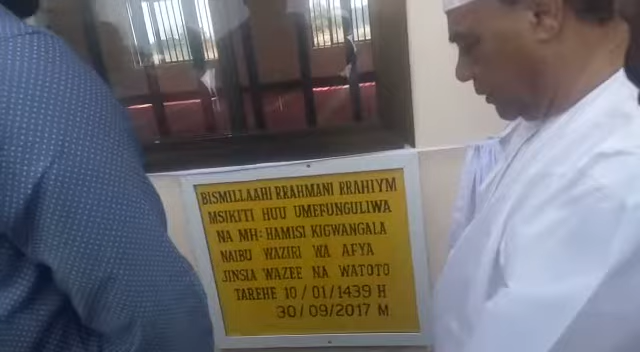 BISMILLAAHI RRAHMANI RRAHIYM
MSIKITI HUU UMEFUNGULIWA
NA MH: HAMISI KIGWANGALA
NAIBU WAZIRI WA AFYA
JINSIA WAZEE NA WATOTO
TAREHE 10/01/1439 H
30/09/2017 M